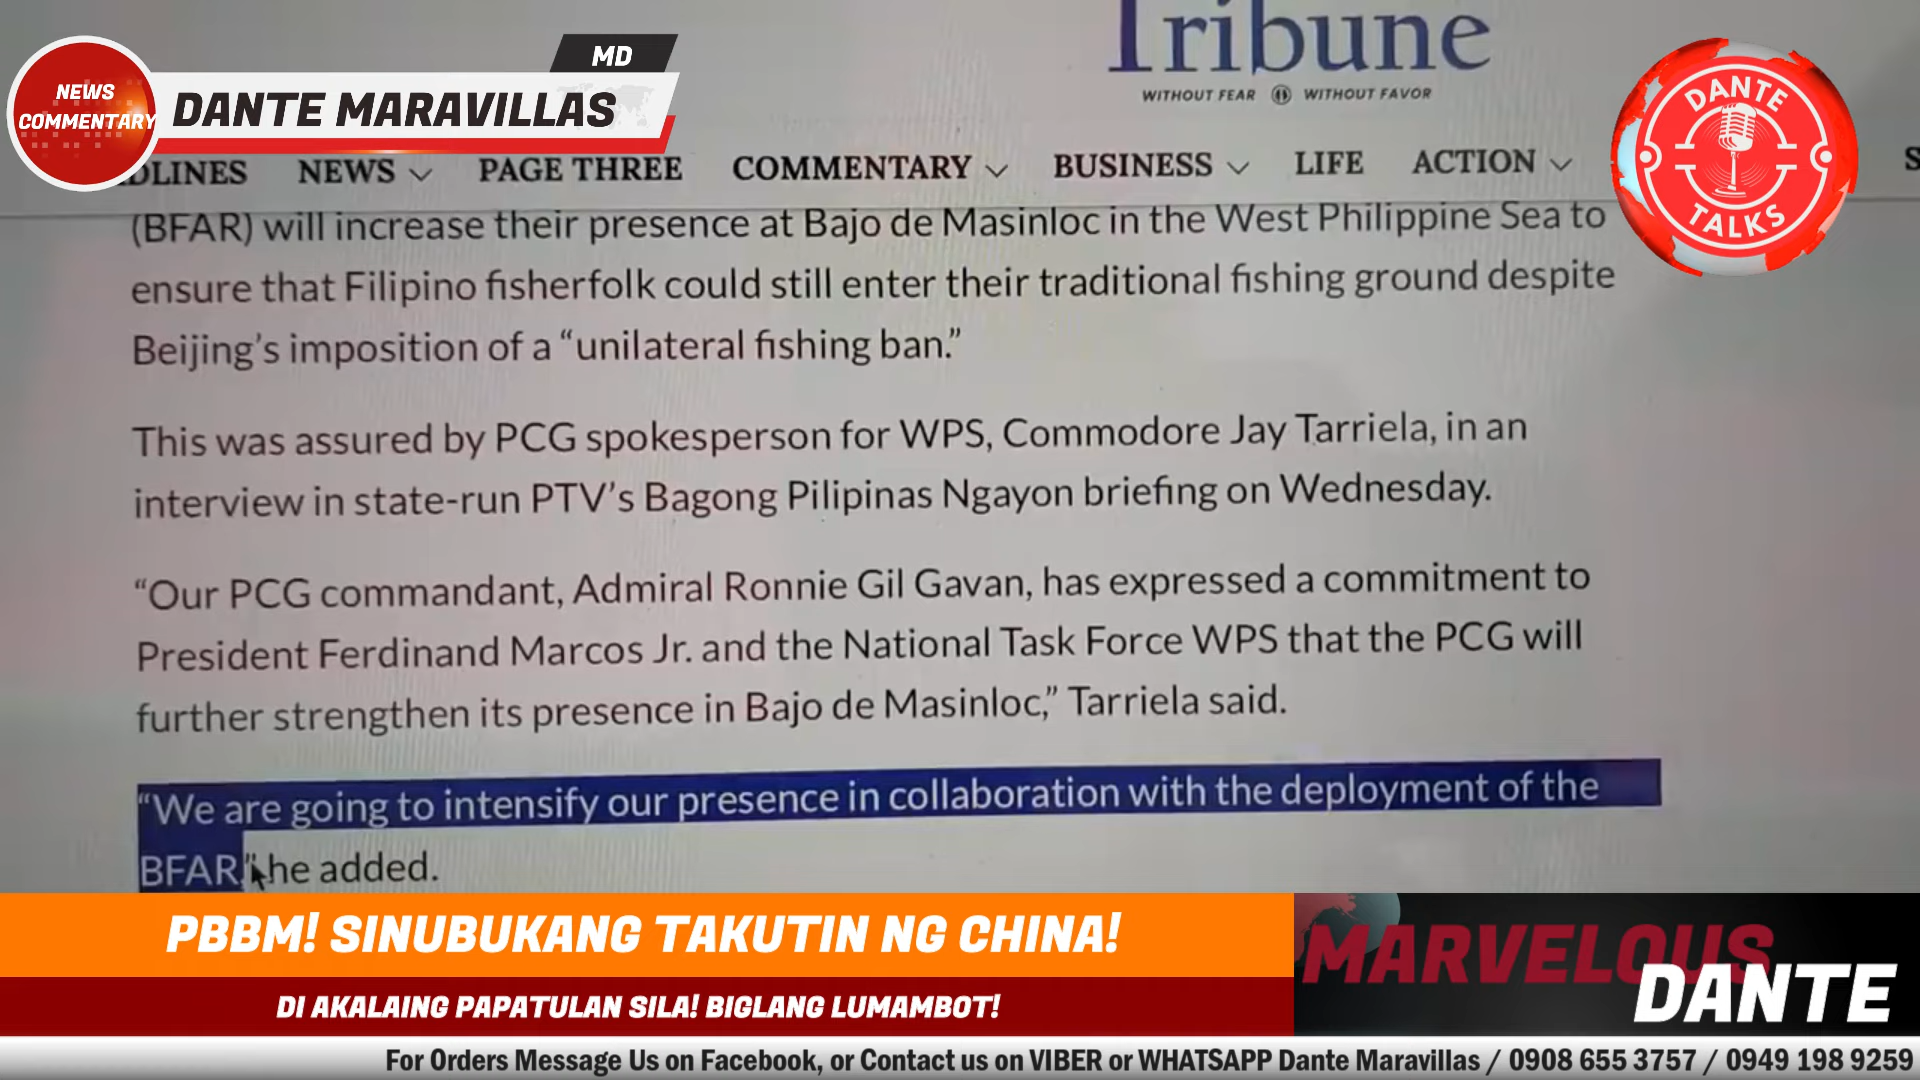 Tribune
WITHOUT FEAR WITHOUT FAVOR
MD
NEWS
COMMENTARY
DANTE MARAVILLAS
DANTE
TALKS
DLINES NEWS PAGE THREE COMMENTARY BUSINESS LIFE ACTION S
(BFAR) will increase their presence at Bajo de Masinloc in the West Philippine Sea to
ensure that Filipino fisherfolk could still enter their traditional fishing ground despite
Beijing’s imposition of a “unilateral fishing ban.”
This was assured by PCG spokesperson for WPS, Commodore Jay Tarriela, in an
interview in state-run PTV’s Bagong Pilipinas Ngayon briefing on Wednesday.
“Our PCG commandant, Admiral Ronnie Gil Gavan, has expressed a commitment to
President Ferdinand Marcos Jr. and the National Task Force WPS that the PCG will
further strengthen its presence in Bajo de Masinloc,” Tarriela said.
“We are going to intensify our presence in collaboration with the deployment of the
BFAR,” he added.
PBBM! SINUBUKANG TAKUTIN NG CHINA!
DI AKALAING PAPATULAN SILA! BIGLANG LUMAMBOT!
MARVELOUS
DANTE
For Orders Message Us on Facebook, or Contact us on VIBER or WHATSAPP Dante Maravillas / 0908 655 3757 / 0949 198 9259